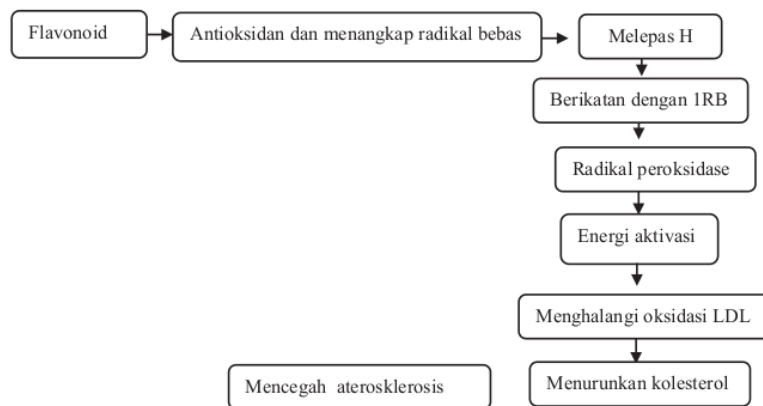 Flavonoid
Antioksidan dan menangkap radikal bebas
Melepas H
Berikatan dengan 1RB
Radikal peroksidase
Energi aktivasi
Menghalangi oksidasi LDL
Menurunkan kolesterol
Mencegah aterosklerosis